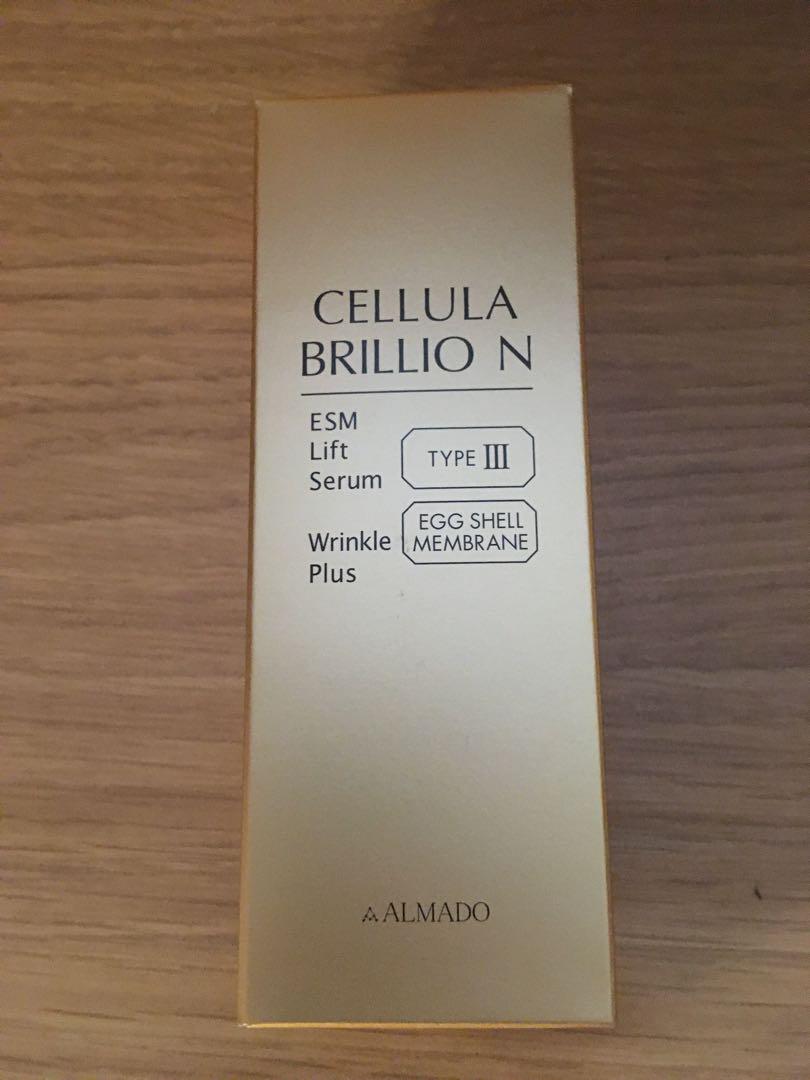 CELLULA
BRILLIO N
ESM
Lift
Serum
TYPE III
Wrinkle
Plus
EGG SHELL
MEMBRANE
ALMADO